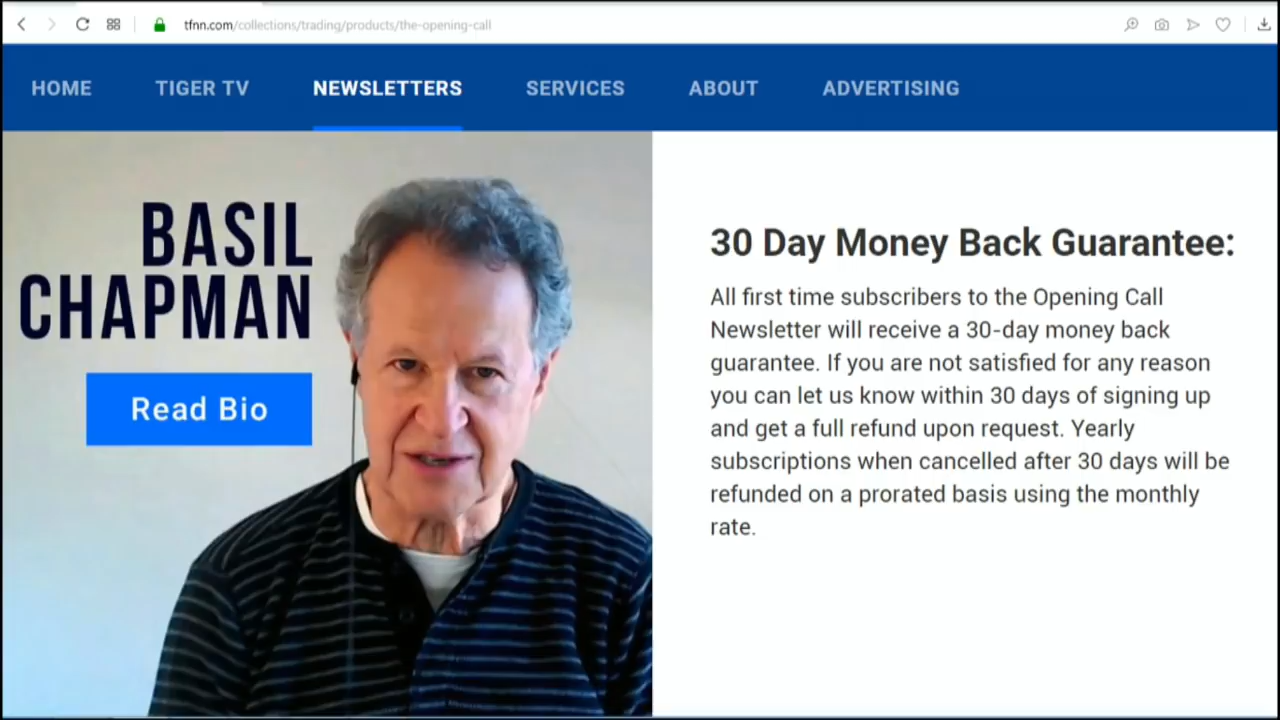 tfnn.com/collections/trading/products/the-opening-call
HOME TIGER TV NEWSLETTERS SERVICES ABOUT ADVERTISING
BASIL
CHAPMAN
Read Bio
30 Day Money Back Guarantee:
All first time subscribers to the Opening Call
Newsletter will receive a 30-day money back
guarantee. If you are not satisfied for any reason
you can let us know within 30 days of signing up
and get a full refund upon request. Yearly
subscriptions when cancelled after 30 days will be
refunded on a prorated basis using the monthly
rate.